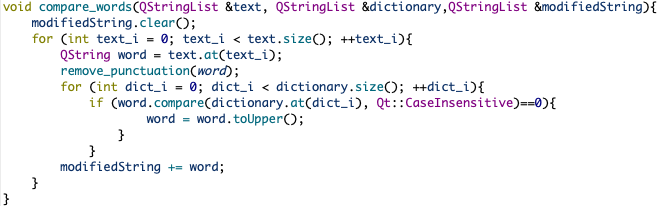 void compare_words(QStringList &text, QStringList &dictionary,QStringList &modifiedString){
    modifiedString.clear();
    for (int text_i = 0; text_i < text.size(); ++text_i){
        QString word = text.at(text_i);
        remove_punctuation(word);
        for (int dict_i = 0; dict_i < dictionary.size(); ++dict_i){
            if (word.compare(dictionary.at(dict_i), Qt::CaseInsensitive)==0){
                    word = word.toUpper();
                }
            }
        modifiedString += word;
    }
}